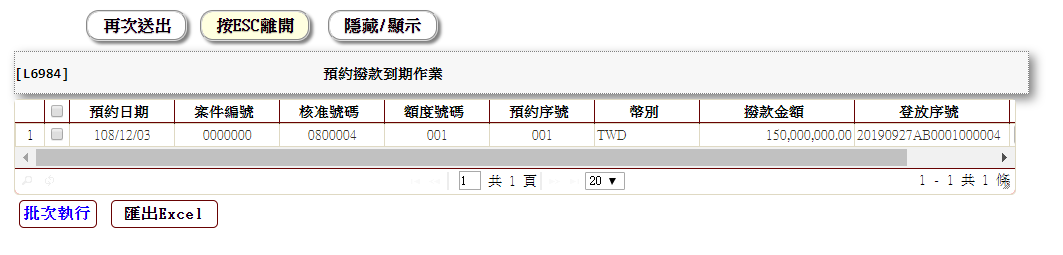 再次送出 按ESC離開 隱藏/顯示
[L6984] 預約撥款到期作業
預約日期 案件編號 核准號碼 額度號碼 預約序號 幣別 撥款金額 登放序號
1 108/12/03 0000000 0800004 001 001 TWD 150,000,000.00 20190927AB0001000004
1 共 1 頁 20 1 - 1 共 1 條
批次執行 匯出Excel